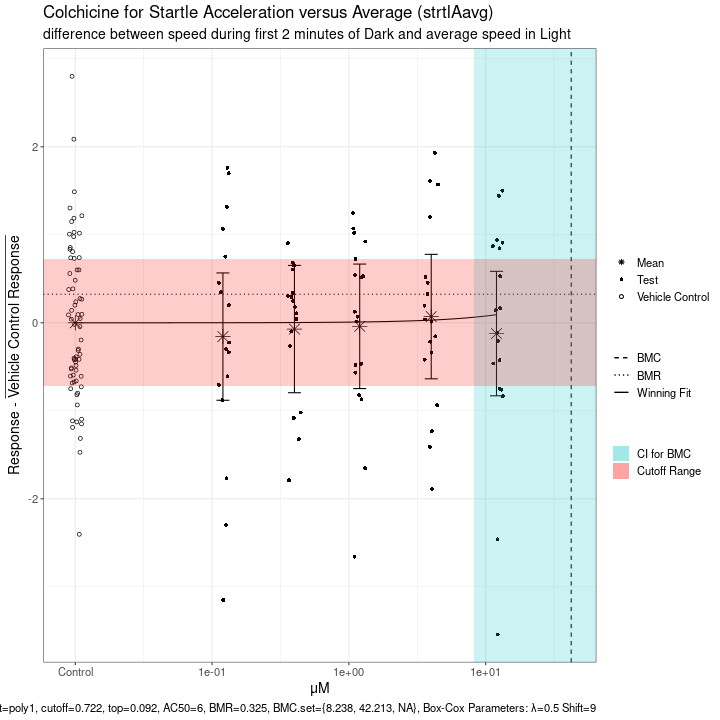 Colchicine for Startle Acceleration versus Average (strtlAavg)
difference between speed during first 2 minutes of Dark and average speed in Light
Response - Vehicle Control Response
2
0
-2
Control
1e-01
1e+00
1e+01
μM
Mean
Test
Vehicle Control
BMC
BMR
Winning Fit
CI for BMC
Cutoff Range
t=poly1, cutoff=0.722, top=0.092, AC50=6, BMR=0.325, BMC.set={8.238, 42.213, NA}, Box-Cox Parameters: λ=0.5 Shift=9